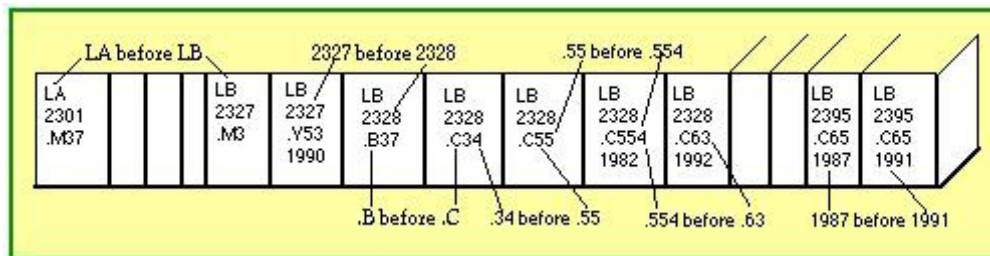 LA before LB
2327 before 2328
.55 before .554
LA
2301
.M37
LB
2327
.M3
LB
2327
.Y53
1990
LB
2328
.B37
LB
2328
.C34
LB
2328
.C55
LB
2328
.C554
1982
LB
2328
.C63
1992
LB
2395
.C65
1987
LB
2395
.C65
1991
.B before .C
.34 before .55
.554 before .63
1987 before 1991